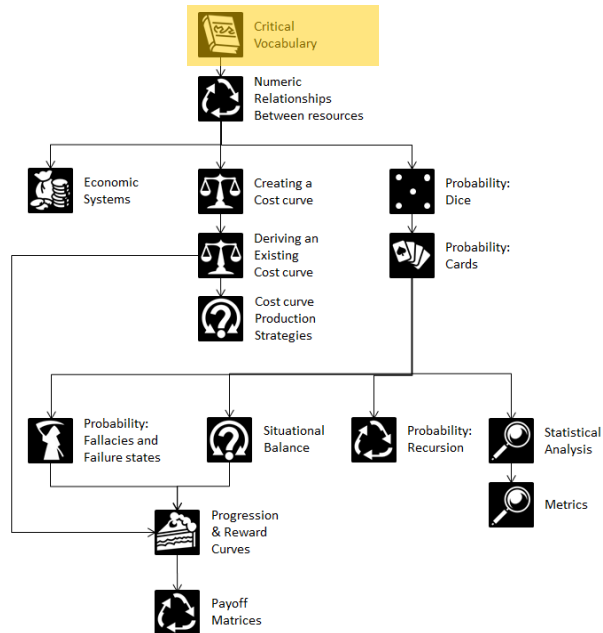 Critical
Vocabulary
Numeric
Relationships
Between resources
Economic
Systems
Creating a
Cost curve
Probability:
Dice
Deriving an
Existing
Cost curve
Probability:
Cards
Cost curve
Production
Strategies
Probability:
Fallacies and
Failure states
Situational
Balance
Probability:
Recursion
Statistical
Analysis
Metrics
Progression
& Reward
Curves
Payoff
Matrices